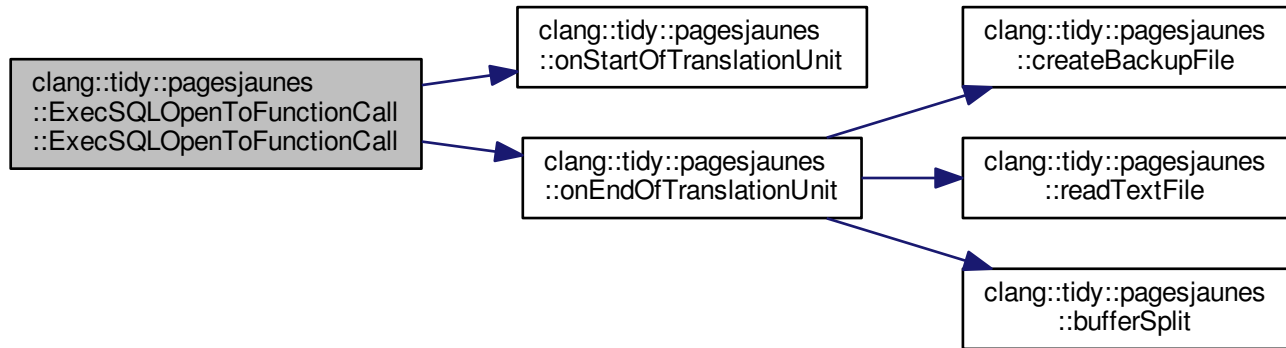 clang::tidy::pagesjaunes
::ExecSQLOpenToFunctionCall
::ExecSQLOpenToFunctionCall
clang::tidy::pagesjaunes
::onStartOfTranslationUnit
clang::tidy::pagesjaunes
::onEndOfTranslationUnit
clang::tidy::pagesjaunes
::createBackupFile
clang::tidy::pagesjaunes
::readTextFile
clang::tidy::pagesjaunes
::bufferSplit